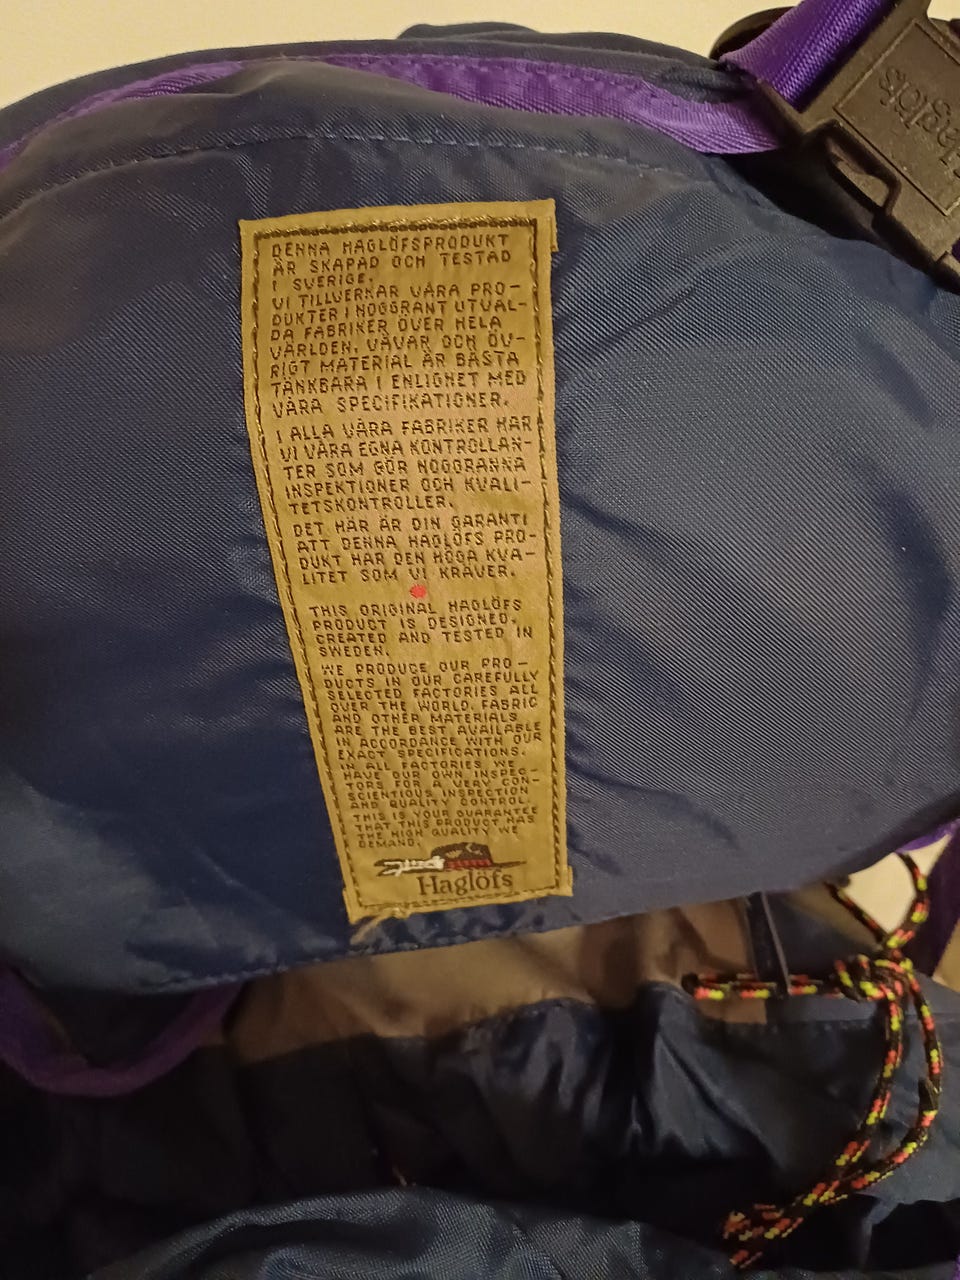 Haglöfs
DENNA HAGLÖFSPRODUKT
ÄR SKAPAD OCH TESTAD
I SVERIGE.
VI TILLVERKAR VÅRA PRO-
DUKTER I NOGGRANT UTVAL-
DA FABRIKER ÖVER HELA
VÄRLDEN. VÄVAR OCH ÖV-
RIGT MATERIAL ÄR BÄSTA
TÄNKBARA I ENLIGHET MED
VÅRA SPECIFIKATIONER.
I ALLA VÅRA FABRIKER HAR
VI VÅRA EGNA KONTROLLAN-
TER SOM GÖR NOGGRANNA
INSPEKTIONER OCH KVALI-
TETSKONTROLLER.
DET HÄR ÄR DIN GARANTI
ATT DENNA HAGLÖFS PRO-
DUKT HAR DEN HÖGA KVA-
LITET SOM VI KRÄVER.
THIS ORIGINAL HAGLÖFS
PRODUCT IS DESIGNED,
CREATED AND TESTED IN
SWEDEN.
WE PRODUCE OUR PRO-
DUCTS IN OUR CAREFULLY
SELECTED FACTORIES ALL
OVER THE WORLD. FABRIC
AND OTHER MATERIALS
ARE THE BEST AVAILABLE
IN ACCORDANCE WITH OUR
EXACT SPECIFICATIONS.
IN ALL FACTORIES WE
HAVE OUR OWN INSPEC-
TORS FOR A VERY CON-
SCIENTIOUS INSPECTION
AND QUALITY CONTROL.
THIS IS YOUR GUARANTEE
THAT THIS PRODUCT HAS
THE HIGH QUALITY WE
DEMAND.
Haglöfs